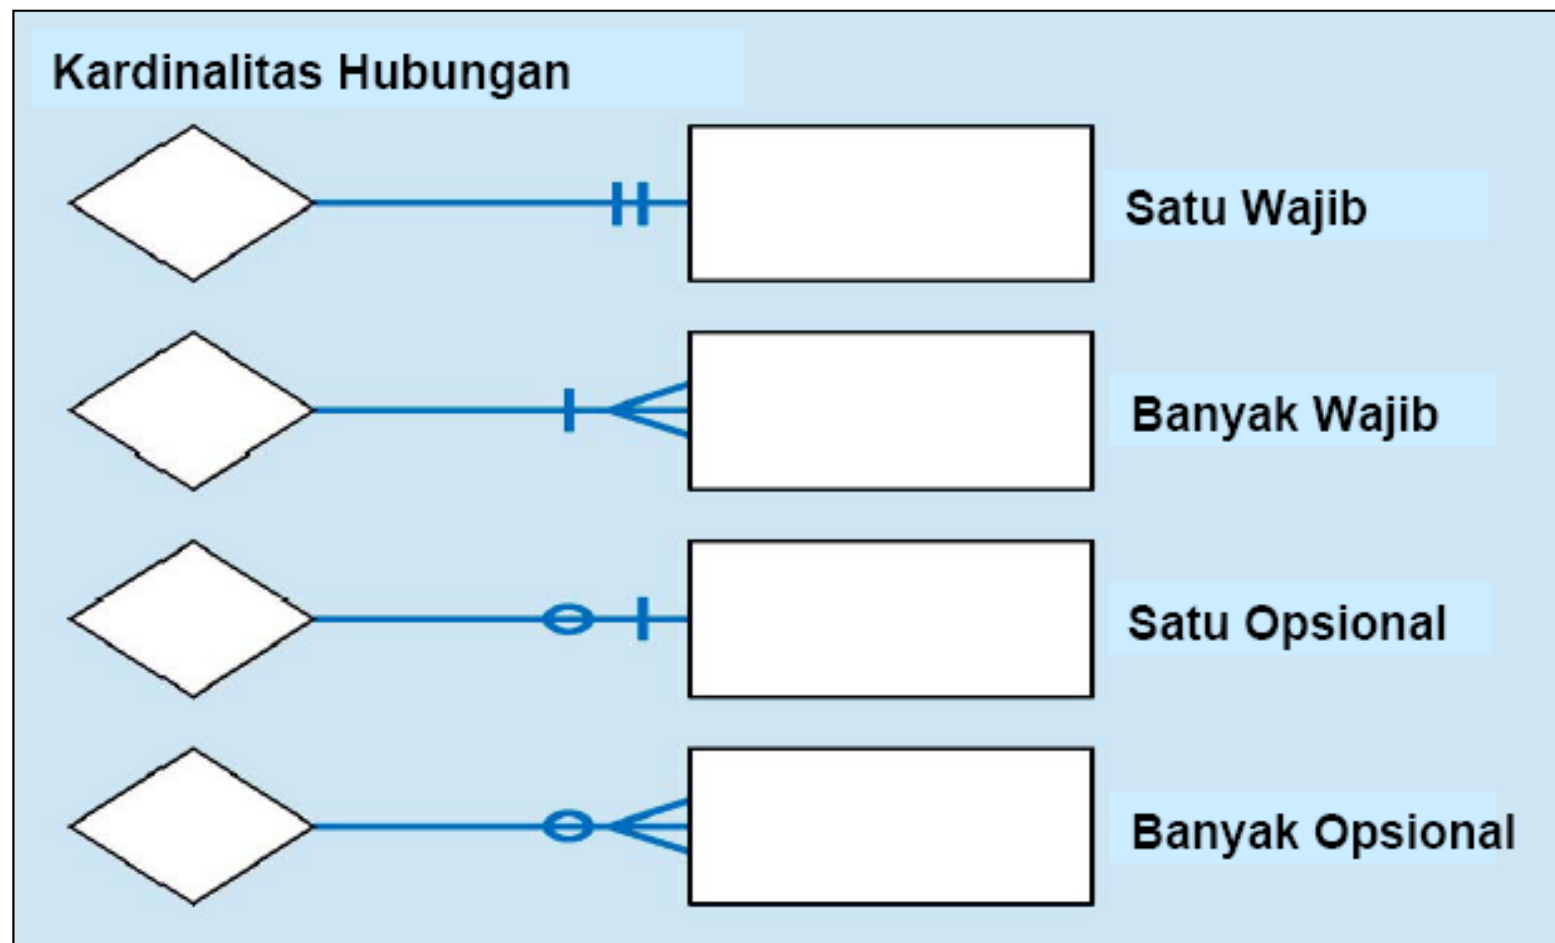 Kardinalitas Hubungan
Satu Wajib
Banyak Wajib
Satu Opsional
Banyak Opsional